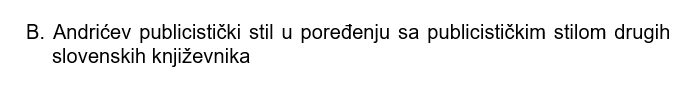 B. Andrićev publicistički stil u poređenju sa publicističkim stilom drugih
slovenskih književnika